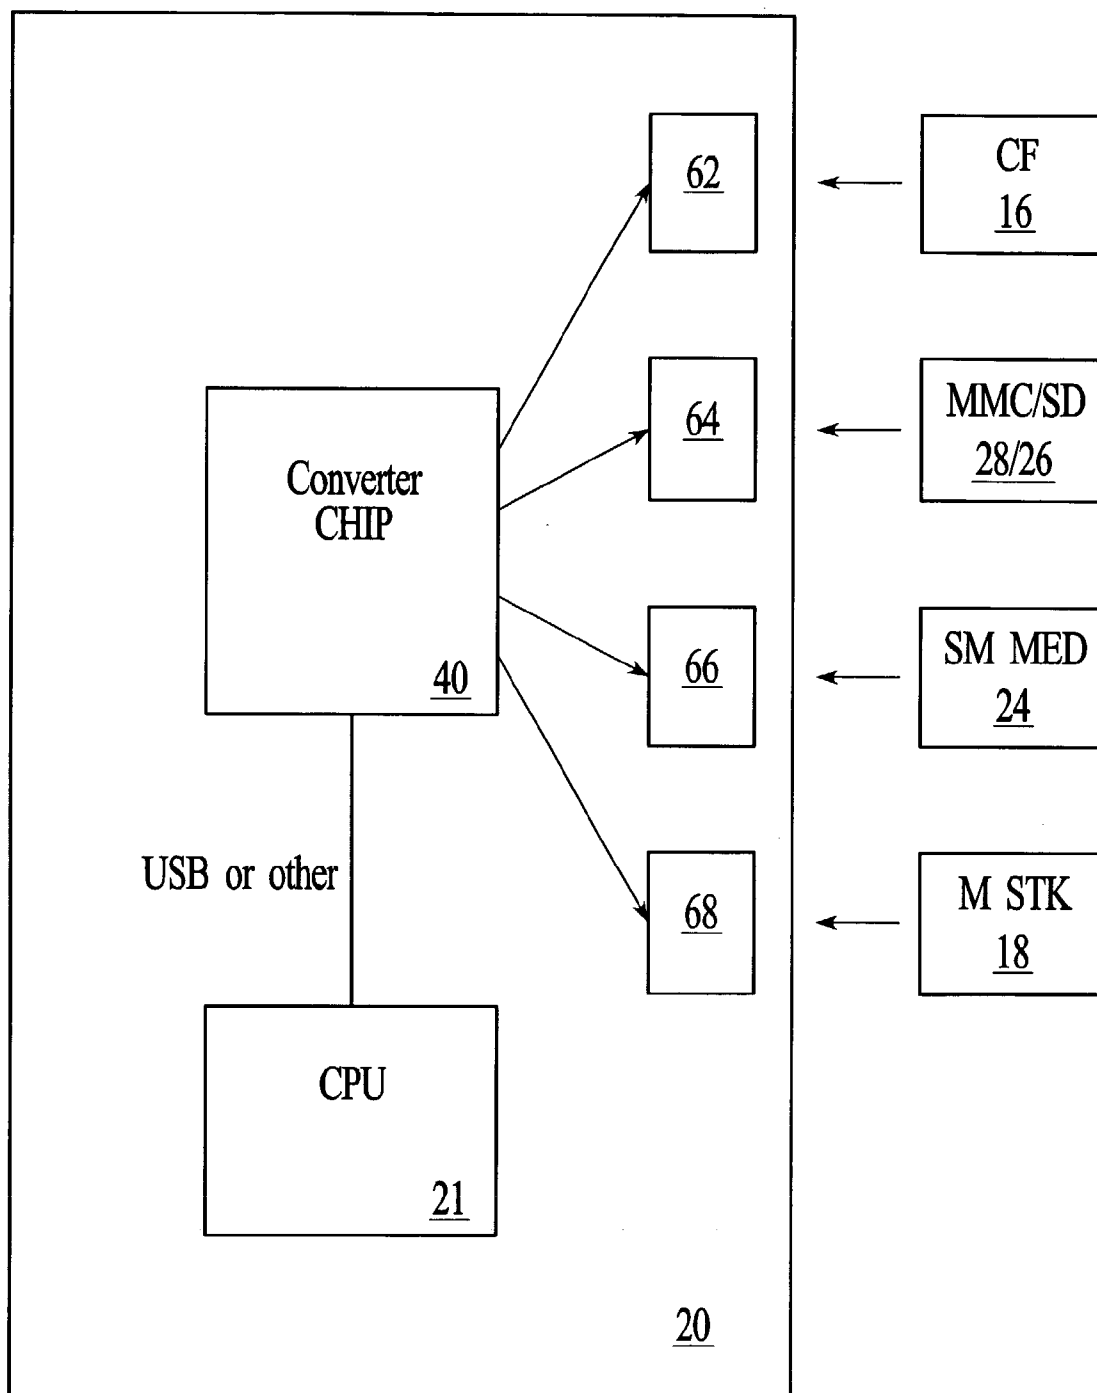 62
CF
16
64
MMC/SD
28/26
Converter
CHIP
40
66
SM MED
24
USB or other
68
M STK
18
CPU
21
20